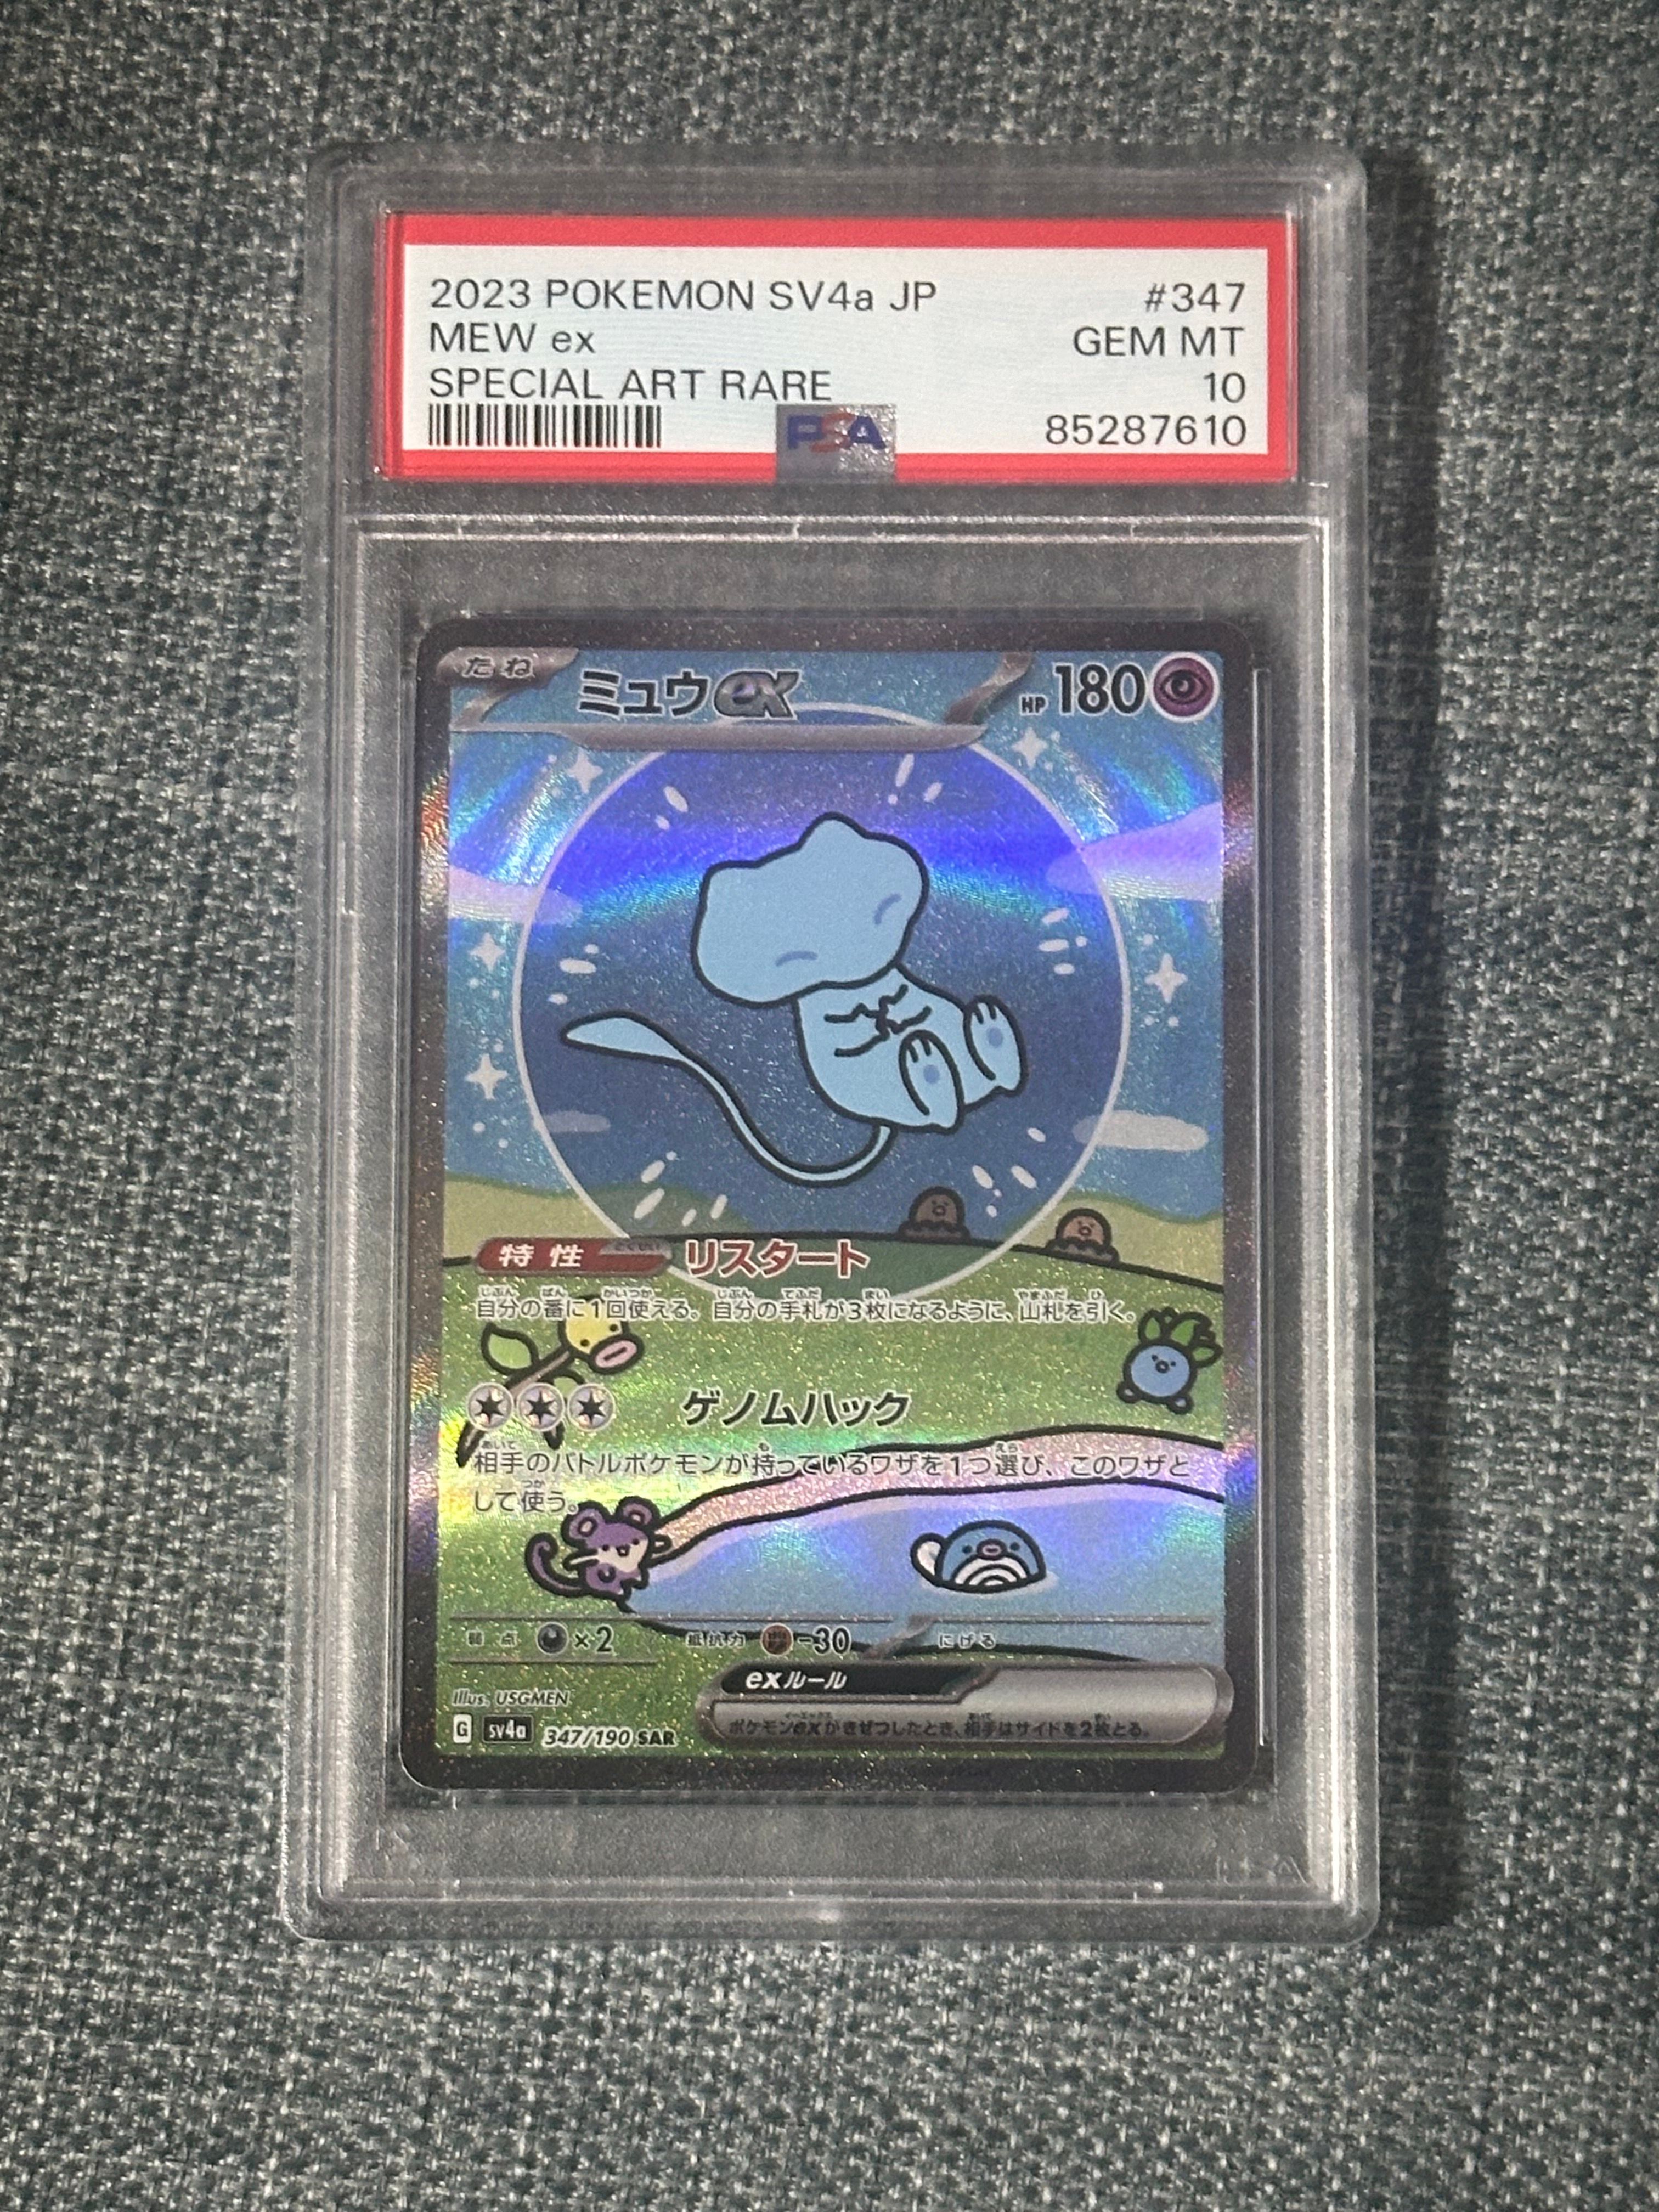 2023 POKEMON SV4a JP #347
MEW ex GEM MT
SPECIAL ART RARE 10
PSA 85287610
たね ミュウex HP 180
特性 リスタート
自分の番に1回使える。自分の手札が3枚になるように、山札を引く。
ゲノムハック
相手のバトルポケモンが持っているワザを1つ選び、このワザと
して使う。
弱点 ×2 抵抗力 -30 にげる
exルール
Illus. USGMEN
ポケモンexがきぜつしたとき、相手はサイドを2枚とる。
G sv4a 347/190 SAR